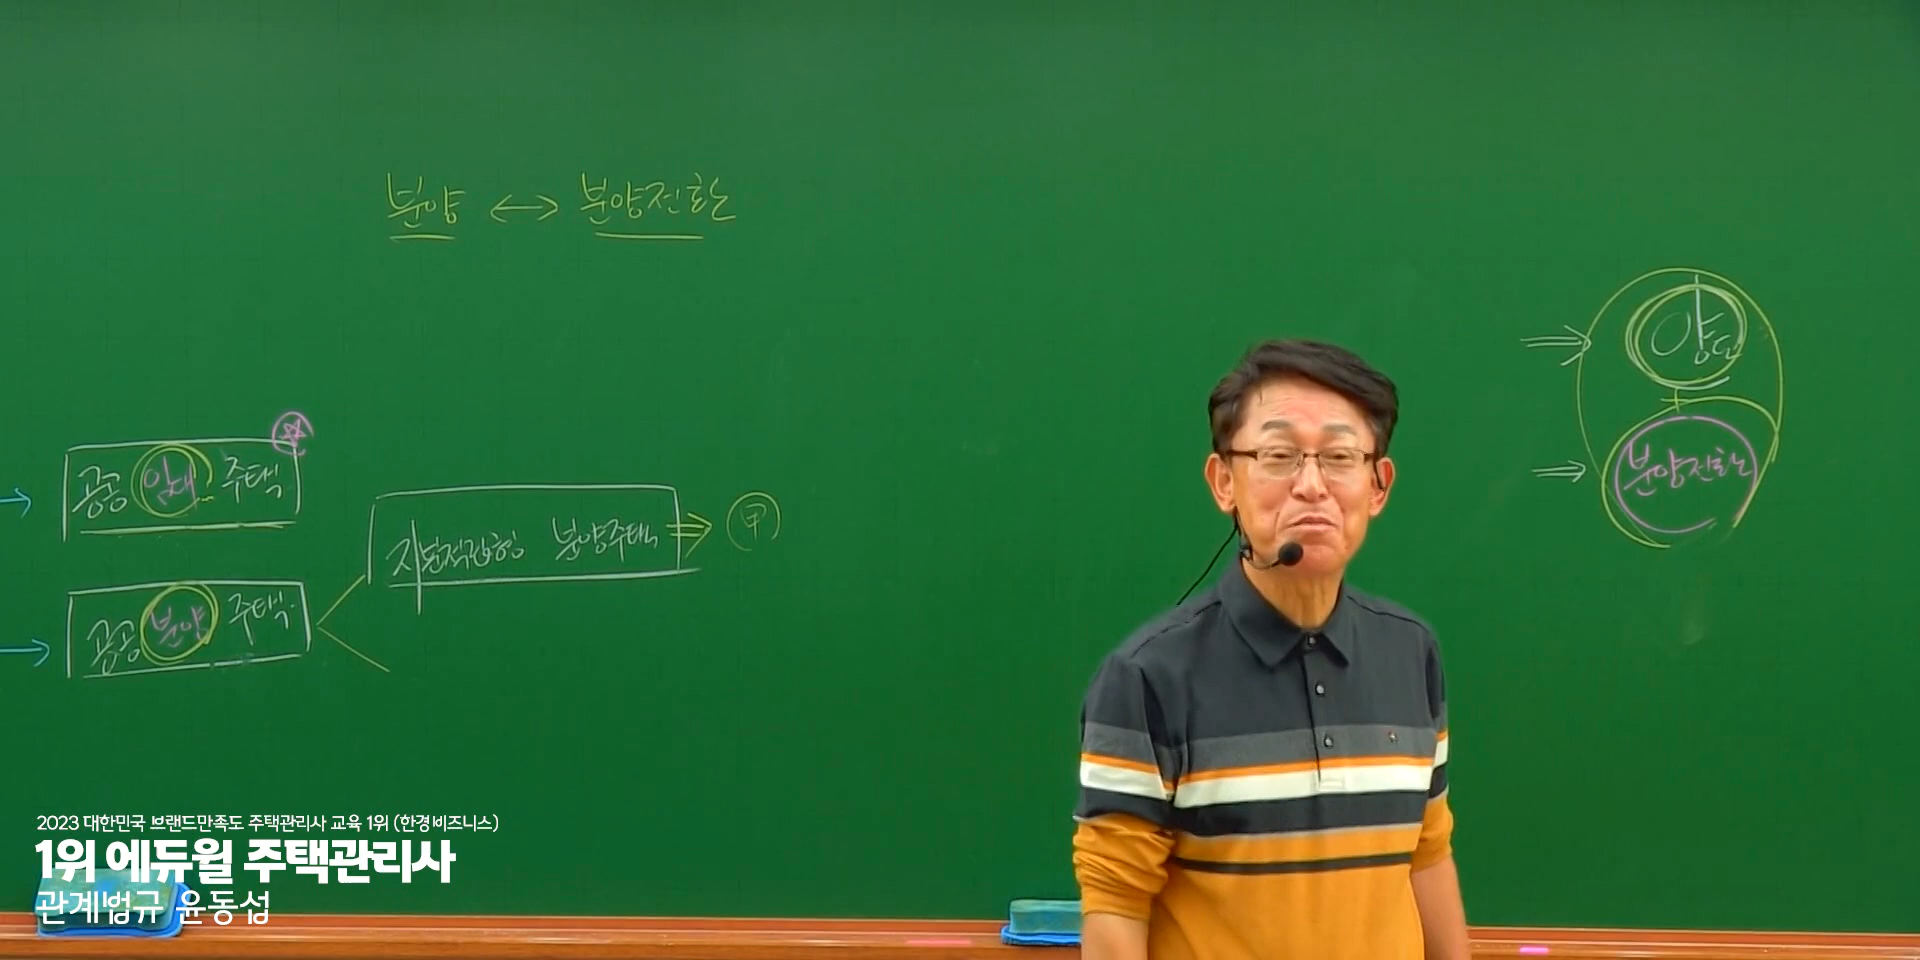 분양 ↔ 분양전환
양도
+
분양전환
공공 임대 주택
지분적립형 분양주택 ⇒ 甲
공공 분양 주택
2023 대한민국 브랜드만족도 주택관리사 교육 1위 (한경비즈니스)
1위 에듀윌 주택관리사
관계법규 윤동섭